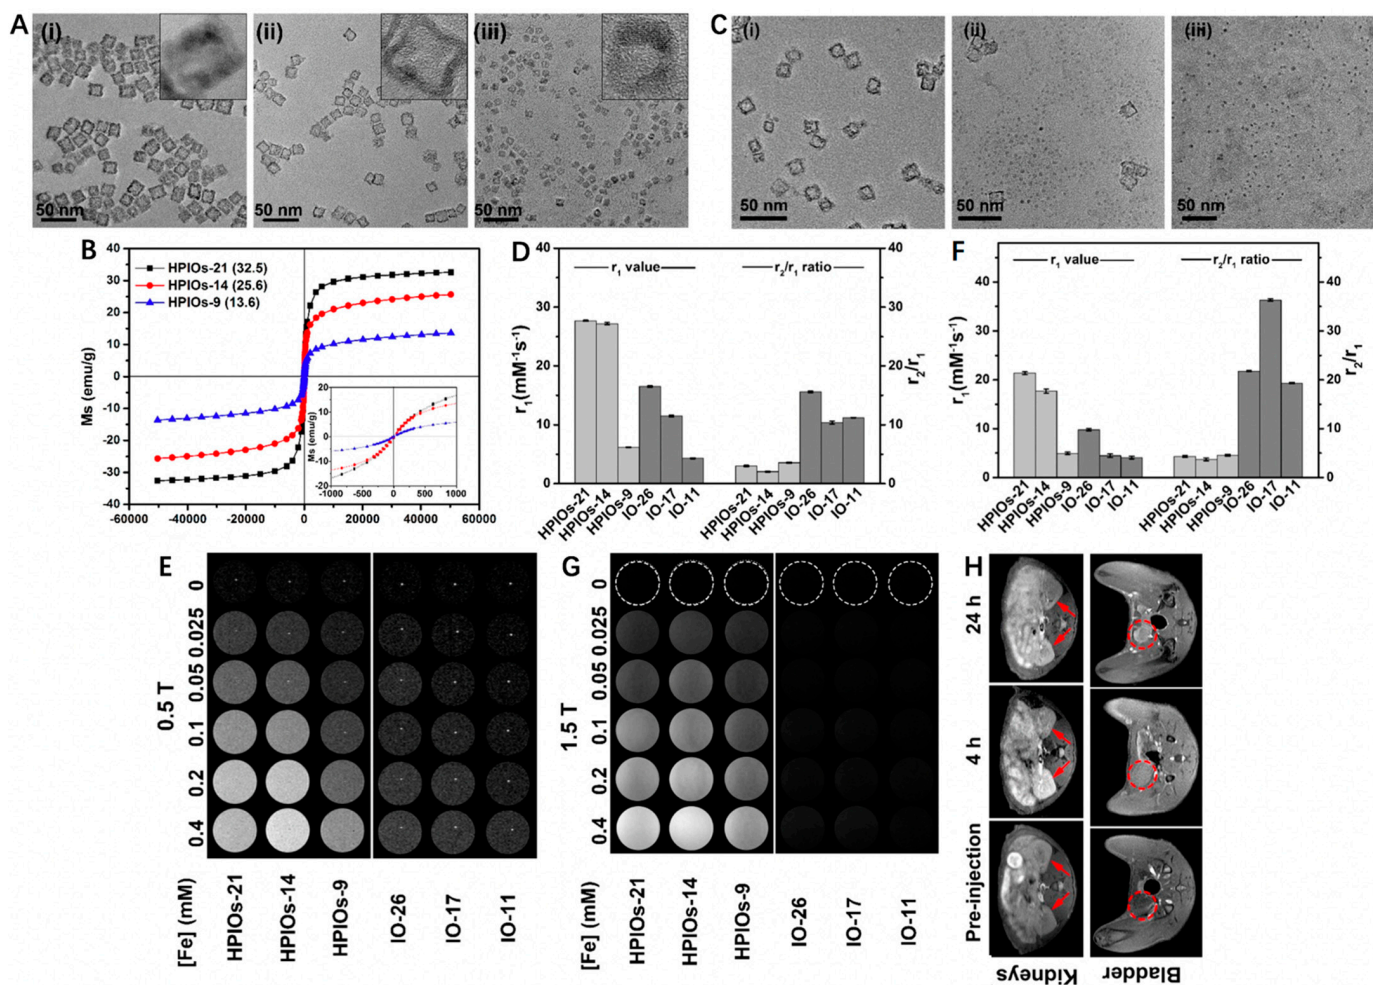 A
(i)
(ii)
(iii)
50 nm
50 nm
50 nm
C
(i)
(ii)
(iii)
50 nm
50 nm
50 nm
B
HPIOs-21 (32.5)
HPIOs-14 (25.6)
HPIOs-9 (13.6)
Ms (emu/g)
40
30
20
10
0
-10
-20
-30
-40
-60000 -40000 -20000 0 20000 40000 60000
Ms (emu/g)
20
10
0
-10
-20
-1000 -500 0 500 1000
D
r₁ value
r₂/r₁ ratio
r₁(mM⁻¹s⁻¹)
40
30
20
10
0
r₂/r₁
40
30
20
10
0
HPIOs-21
HPIOs-14
HPIOs-9
IO-26
IO-17
IO-11
HPIOs-21
HPIOs-14
HPIOs-9
IO-26
IO-17
IO-11
F
r₁ value
r₂/r₁ ratio
r₁(mM⁻¹s⁻¹)
40
30
20
10
0
r₂/r₁
40
30
20
10
0
HPIOs-21
HPIOs-14
HPIOs-9
IO-26
IO-17
IO-11
HPIOs-21
HPIOs-14
HPIOs-9
IO-26
IO-17
IO-11
E
0.5 T
0
0.025
0.05
0.1
0.2
0.4
[Fe] (mM)
HPIOs-21
HPIOs-14
HPIOs-9
IO-26
IO-17
IO-11
G
1.5 T
0
0.025
0.05
0.1
0.2
0.4
[Fe] (mM)
HPIOs-21
HPIOs-14
HPIOs-9
IO-26
IO-17
IO-11
H
24 h
4 h
Pre-injection
Kidneys
Bladder